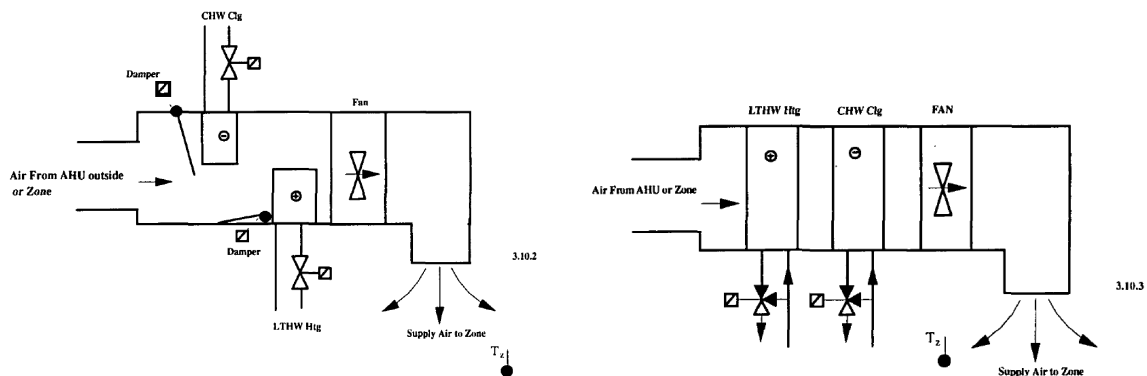 CHW Clg
Damper
Fan
Air From AHU outside
or Zone
Damper
3.10.2
LTHW Htg
Supply Air to Zone
Tz
LTHW Htg
CHW Clg
FAN
Air From AHU or Zone
3.10.3
Tz
Supply Air to Zone